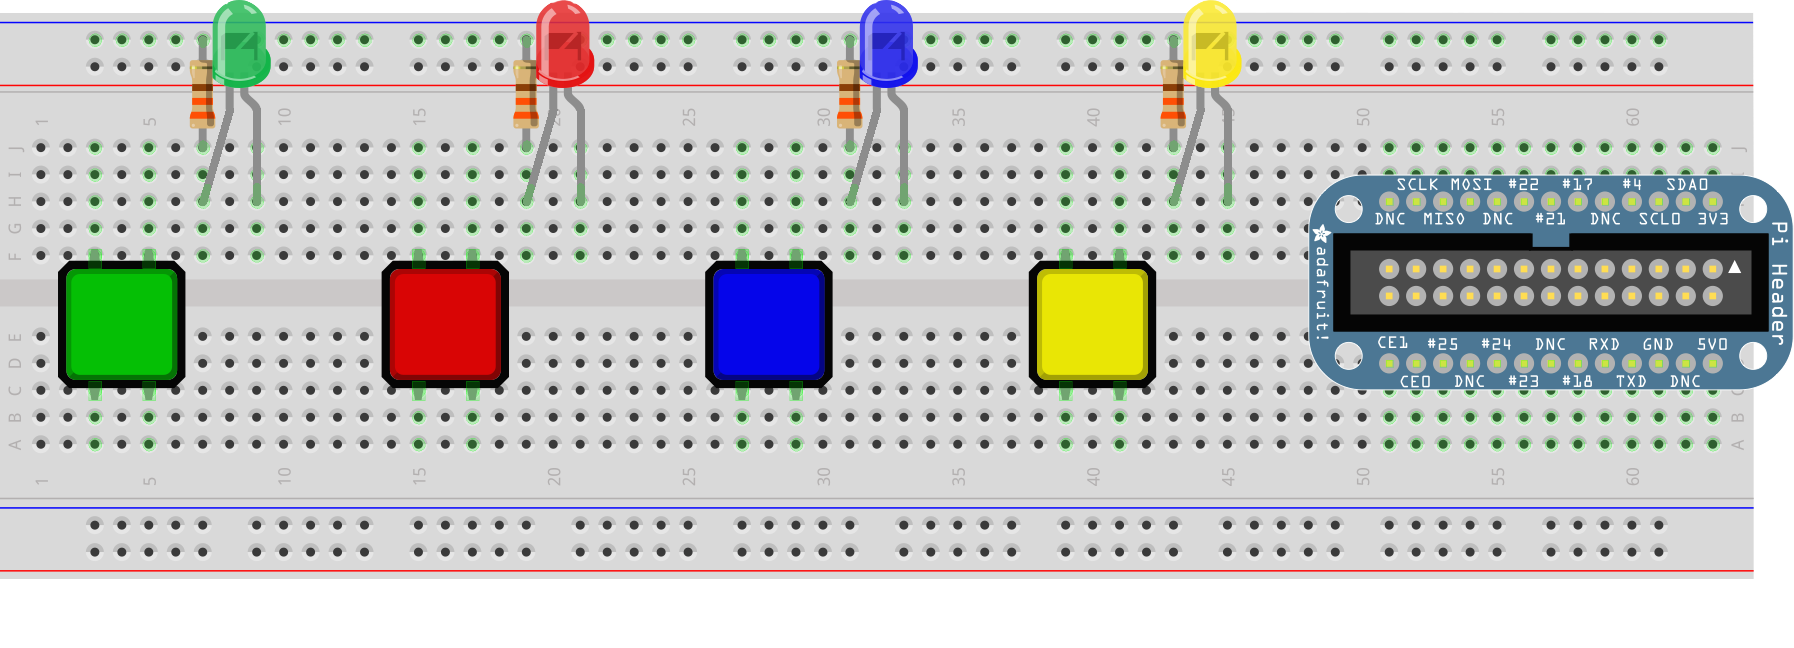 1 5 10 15 20 25 30 35 40 45 50 55 60
J J
I
H
G
F
SCLK MOSI #22 #17 #4 SDA0
DNC MISO DNC #21 DNC SCL0 3V3
adafruit!
Pi Header
E
D
C C
B B
A A
CE1 #25 #24 DNC RXD GND 5V0
CE0 DNC #23 #18 TXD DNC
1 5 10 15 20 25 30 35 40 45 50 55 60